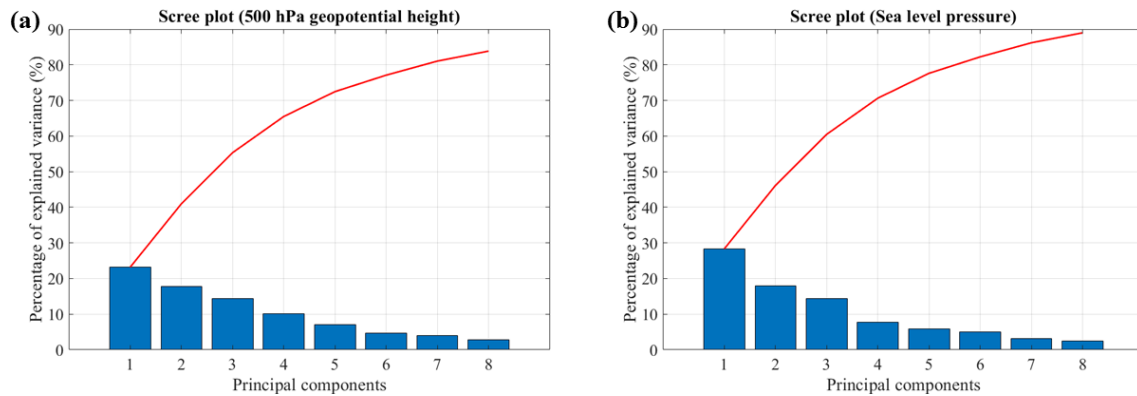 (a)
Scree plot (500 hPa geopotential height)
Percentage of explained variance (%)
90
80
70
60
50
40
30
20
10
0
1 2 3 4 5 6 7 8
Principal components
(b)
Scree plot (Sea level pressure)
Percentage of explained variance (%)
90
80
70
60
50
40
30
20
10
0
1 2 3 4 5 6 7 8
Principal components